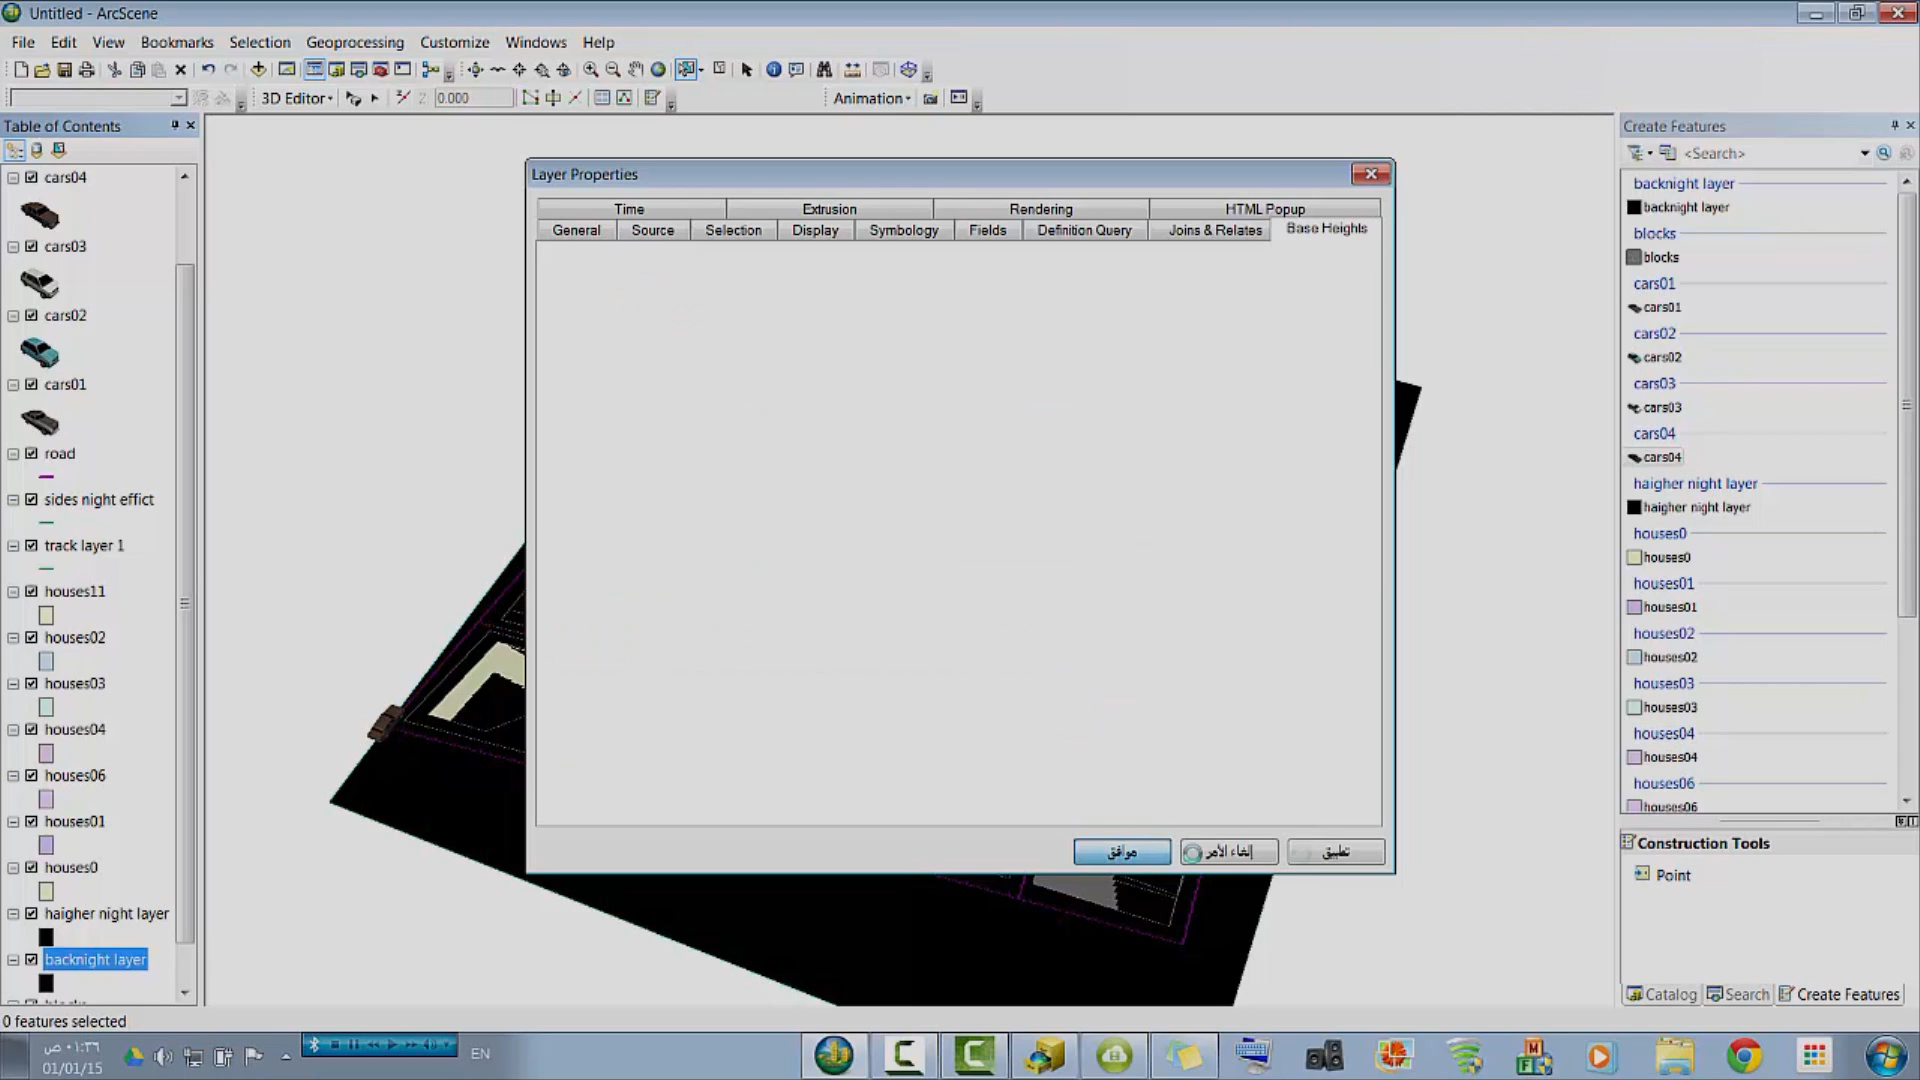 Untitled - ArcScene
File Edit View Bookmarks Selection Geoprocessing Customize Windows Help
3D Editor 0.000 Animation
Table of Contents
cars04
cars03
cars02
cars01
road
sides night effict
track layer 1
houses11
houses02
houses03
houses04
houses06
houses01
houses0
haigher night layer
backnight layer
Layer Properties
Time Extrusion Rendering HTML Popup
General Source Selection Display Symbology Fields Definition Query Joins & Relates Base Heights
موافق إلغاء الأمر تطبيق
Create Features
<Search>
backnight layer
backnight layer
blocks
blocks
cars01
cars01
cars02
cars02
cars03
cars03
cars04
cars04
haigher night layer
haigher night layer
houses0
houses0
houses01
houses01
houses02
houses02
houses03
houses03
houses04
houses04
houses06
houses06
Construction Tools
Point
Catalog Search Create Features
0 features selected
٠١:٣٦ ص
01/01/15
EN